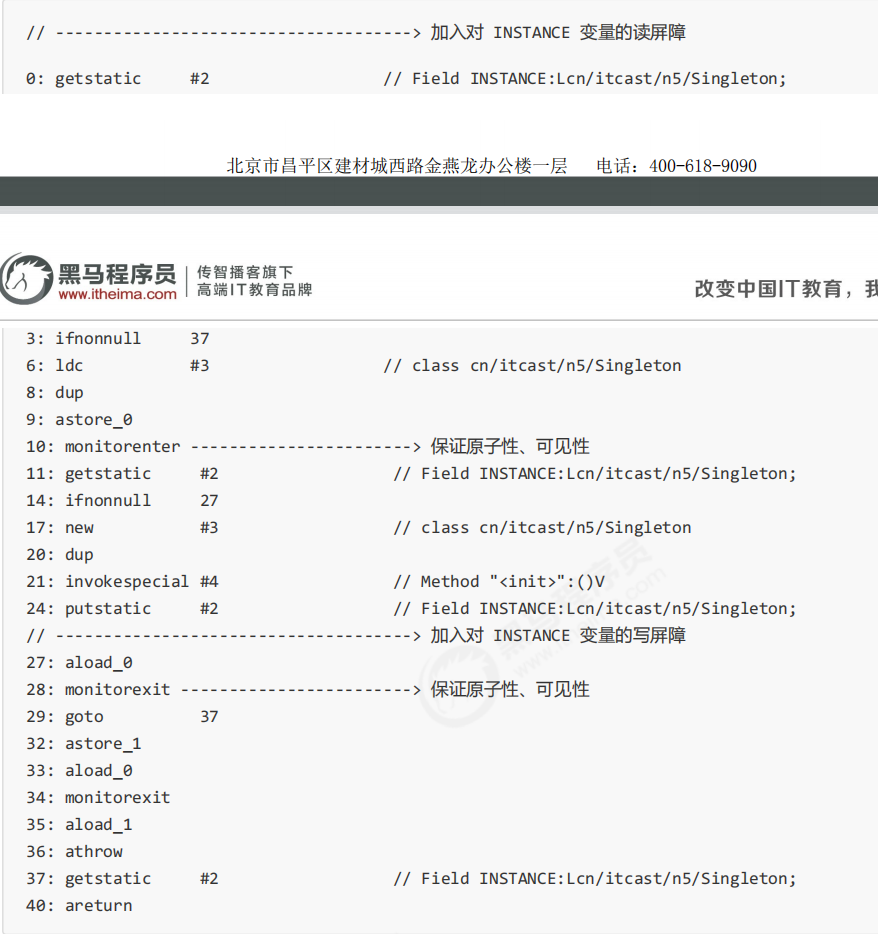 // -------------------------------------> 加入对 INSTANCE 变量的读屏障
0: getstatic #2 // Field INSTANCE:Lcn/itcast/n5/Singleton;
北京市昌平区建材城西路金燕龙办公楼一层 电话：400-618-9090
黑马程序员 传智播客旗下
www.itheima.com 高端IT教育品牌
改变中国IT教育，我
3: ifnonnull 37
6: ldc #3 // class cn/itcast/n5/Singleton
8: dup
9: astore_0
10: monitorenter -----------------------> 保证原子性、可见性
11: getstatic #2 // Field INSTANCE:Lcn/itcast/n5/Singleton;
14: ifnonnull 27
17: new #3 // class cn/itcast/n5/Singleton
20: dup
21: invokespecial #4 // Method "<init>":()V
24: putstatic #2 // Field INSTANCE:Lcn/itcast/n5/Singleton;
// -------------------------------------> 加入对 INSTANCE 变量的写屏障
27: aload_0
28: monitorexit ------------------------> 保证原子性、可见性
29: goto 37
32: astore_1
33: aload_0
34: monitorexit
35: aload_1
36: athrow
37: getstatic #2 // Field INSTANCE:Lcn/itcast/n5/Singleton;
40: areturn
黑马程序员
www.itheima.com